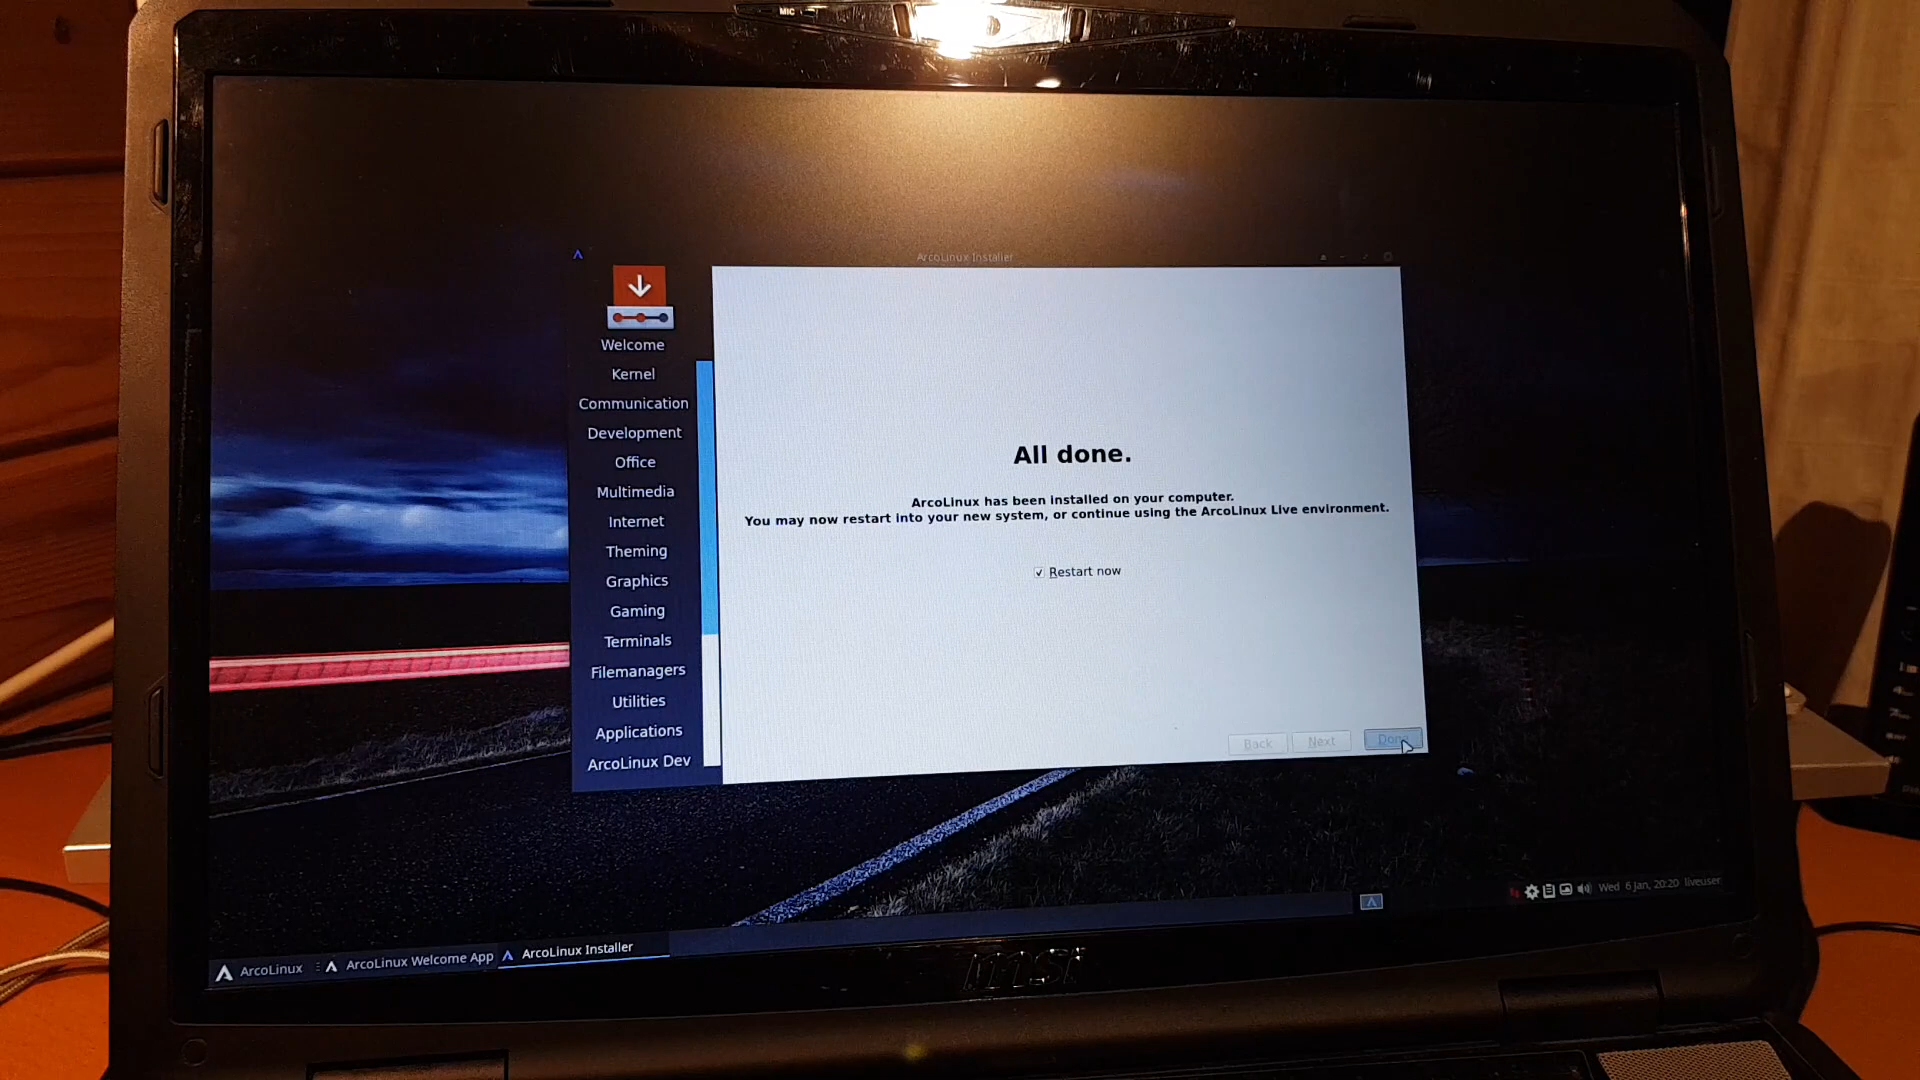 MIC
ArcoLinux Installer
Welcome
Kernel
Communication
Development
Office
Multimedia
Internet
Theming
Graphics
Gaming
Terminals
Filemanagers
Utilities
Applications
ArcoLinux Dev
All done.
ArcoLinux has been installed on your computer.
You may now restart into your new system, or continue using the ArcoLinux Live environment.
Restart now
Back
Next
Done
Wed 6 Jan, 20:20 liveuser
ArcoLinux
ArcoLinux Welcome App
ArcoLinux Installer
msi